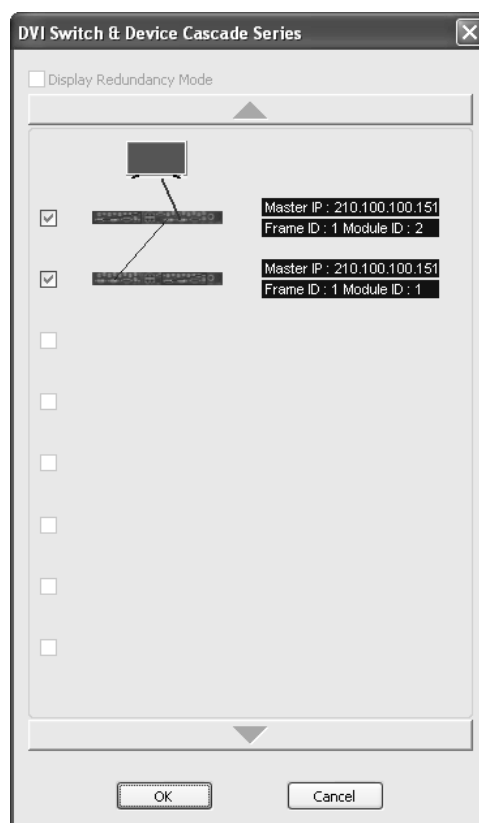 DVI Switch & Device Cascade Series
Display Redundancy Mode
Master IP : 210.100.100.151
Frame ID : 1 Module ID : 2
Master IP : 210.100.100.151
Frame ID : 1 Module ID : 1
OK
Cancel